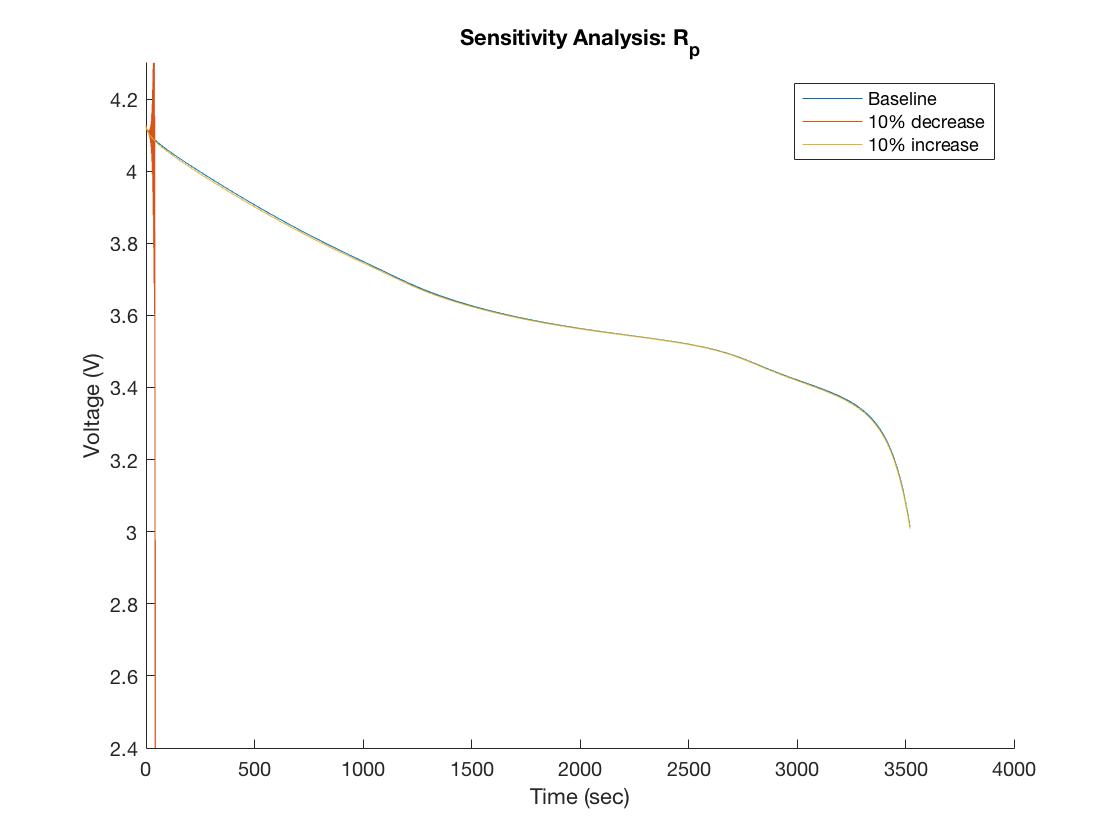 Sensitivity Analysis: Rp
Baseline
10% decrease
10% increase
Voltage (V)
4.2
4
3.8
3.6
3.4
3.2
3
2.8
2.6
2.4
0 500 1000 1500 2000 2500 3000 3500 4000
Time (sec)